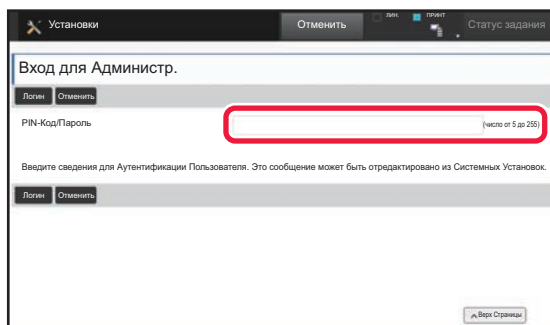 Установки
Отменить
ЛИН.
ПРИНТ
Статус задания
Вход для Администр.
Логин Отменить
PIN-Код/Пароль
(число от 5 до 255)
Введите сведения для Аутентификации Пользователя. Это сообщение может быть отредактировано из Системных Установок.
Логин Отменить
Верх Страницы